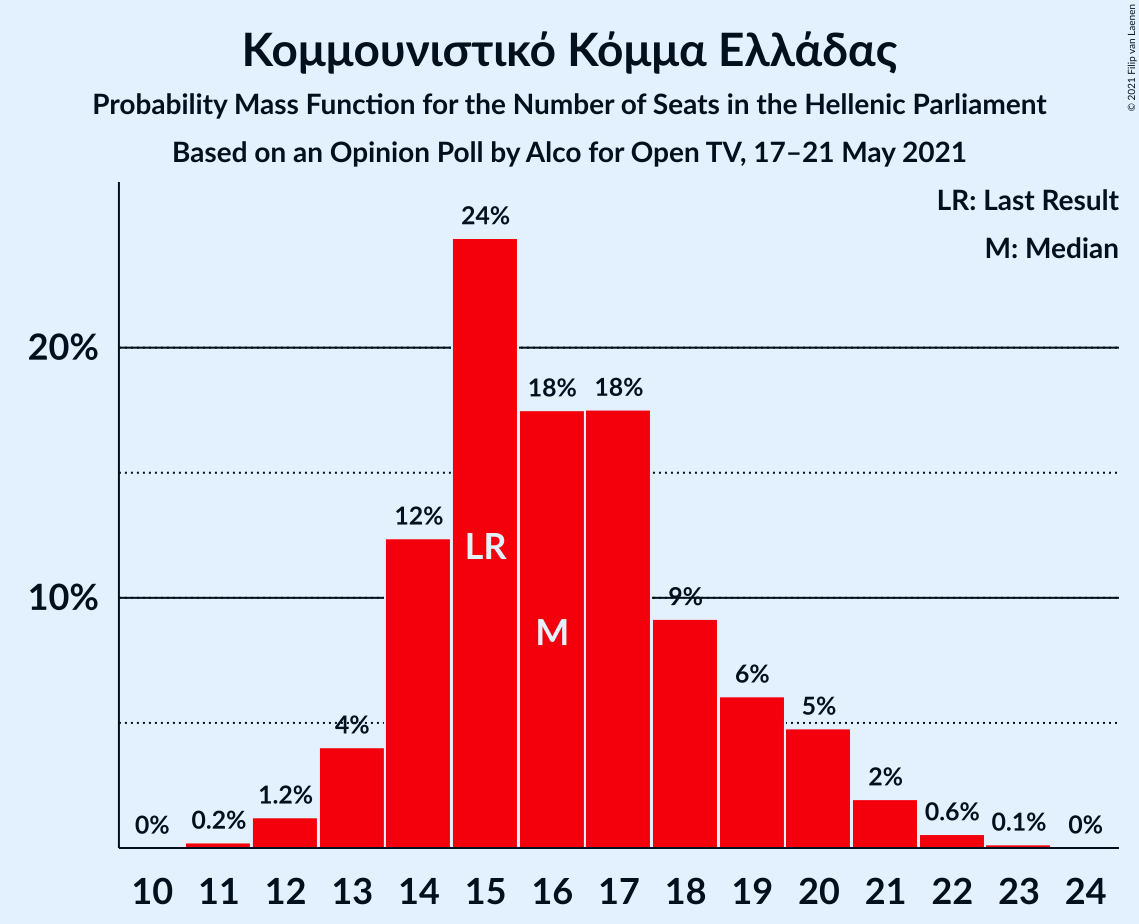 Κομμουνιστικό Κόμμα Ελλάδας
Probability Mass Function for the Number of Seats in the Hellenic Parliament
Based on an Opinion Poll by Alco for Open TV, 17–21 May 2021
© 2021 Filip van Laenen
LR: Last Result
M: Median
24%
20%
18% 18%
12%
LR
10%
9%
M
6%
5%
4%
2%
1.2%
0.6%
0% 0.2% 0.1% 0%
10 11 12 13 14 15 16 17 18 19 20 21 22 23 24